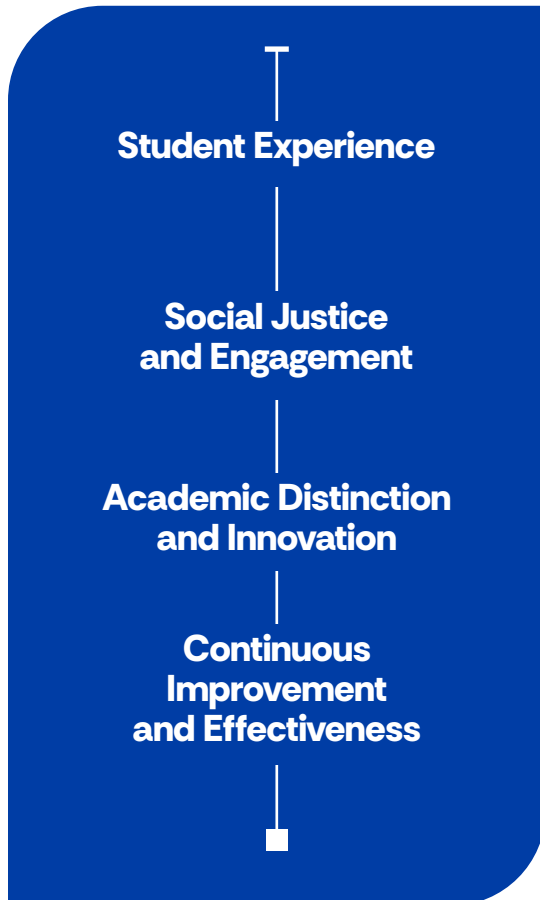 Student Experience
Social Justice
and Engagement
Academic Distinction
and Innovation
Continuous
Improvement
and Effectiveness